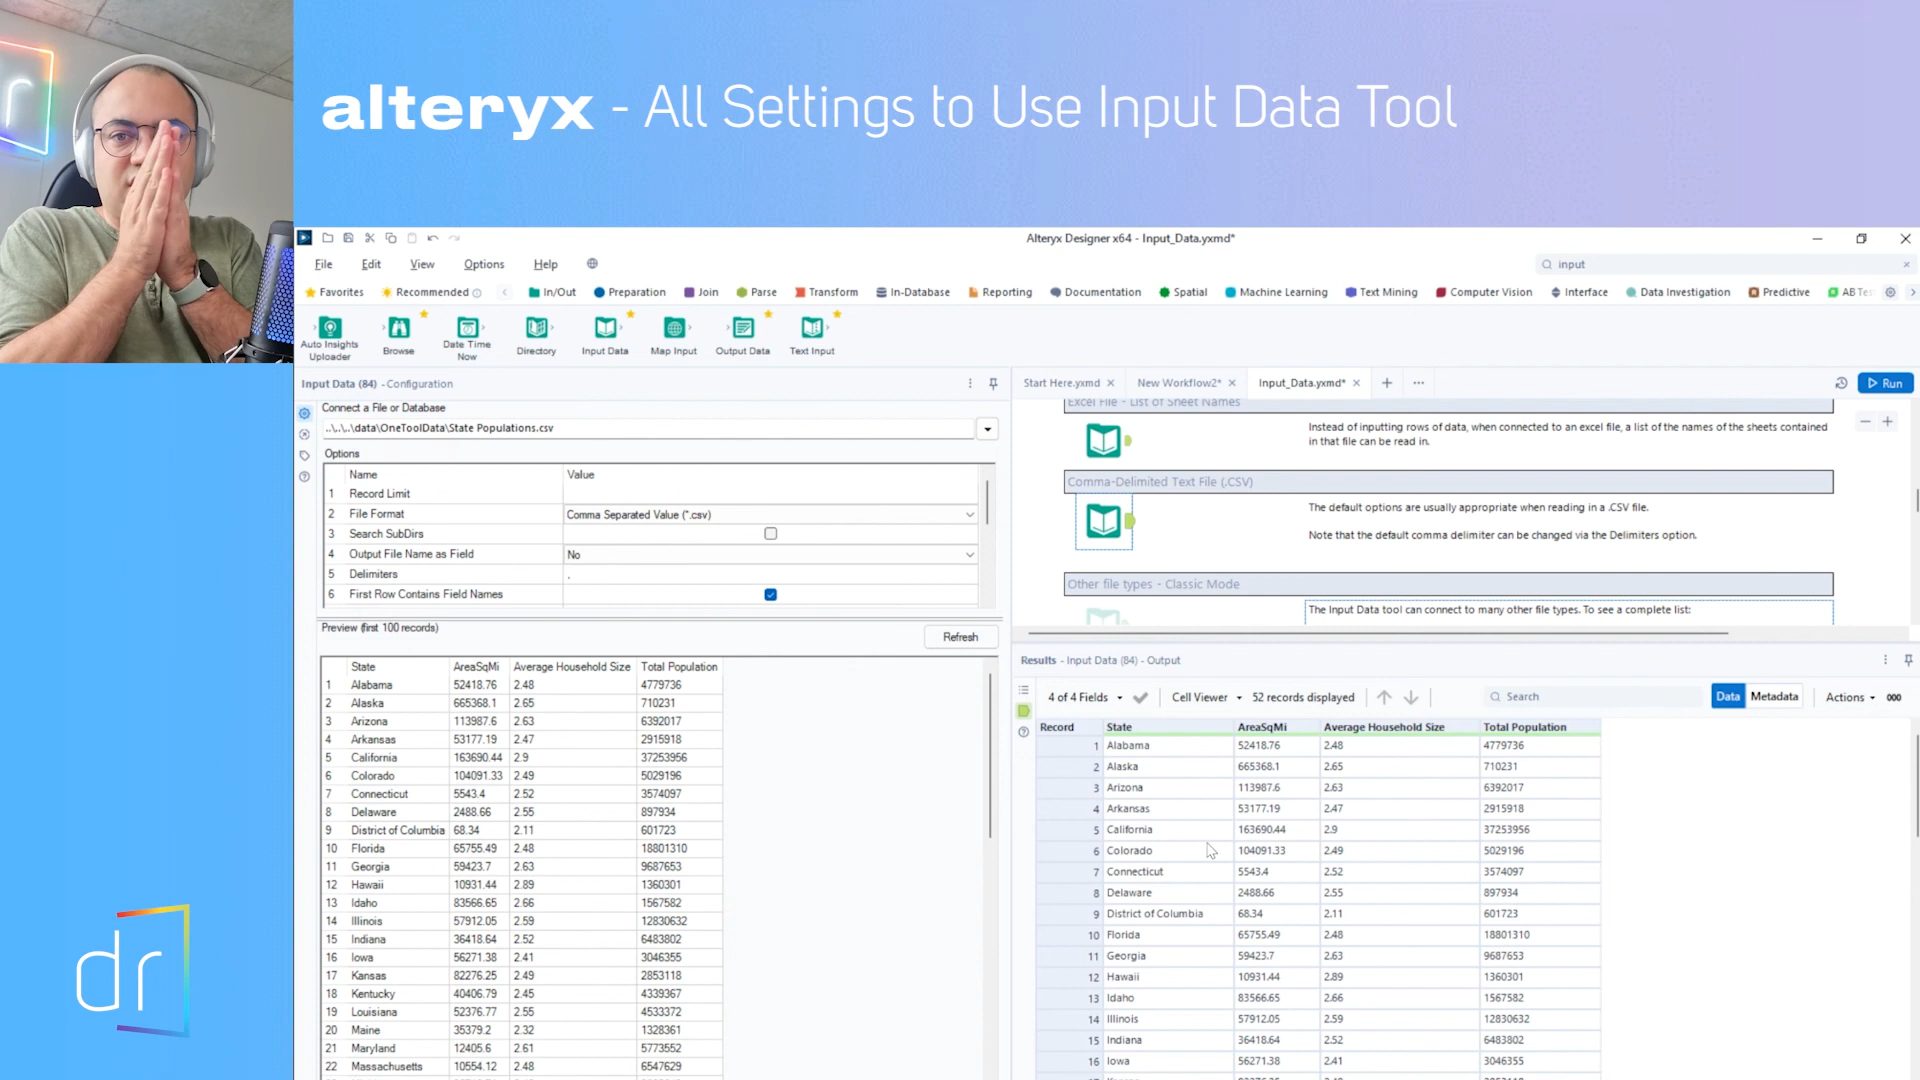 alteryx - All Settings to Use Input Data Tool
Alteryx Designer x64 - Input_Data.yxmd*
File Edit View Options Help
input
Favorites Recommended In/Out Preparation Join Parse Transform In-Database Reporting Documentation Spatial Machine Learning Text Mining Computer Vision Interface Data Investigation Predictive
Auto Insights Uploader
Browse
Date Time Now
Directory
Input Data
Map Input
Output Data
Text Input
Input Data (84) - Configuration
Connect a File or Database
..\..\..\data\OneToolData\State Populations.csv
Options
Name Value
1 Record Limit
2 File Format Comma Separated Value (*.csv)
3 Search SubDirs
4 Output File Name as Field No
5 Delimiters ,
6 First Row Contains Field Names
Preview (first 100 records)
Refresh
State AreaSqMi Average Household Size Total Population
1 Alabama 52418.76 2.48 4779736
2 Alaska 665368.1 2.65 710231
3 Arizona 113987.6 2.63 6392017
4 Arkansas 53177.19 2.47 2915918
5 California 163690.44 2.9 37253956
6 Colorado 104091.33 2.49 5029196
7 Connecticut 5543.4 2.52 3574097
8 Delaware 2488.66 2.55 897934
9 District of Columbia 68.34 2.11 601723
10 Florida 65755.49 2.48 18801310
11 Georgia 59423.7 2.63 9687653
12 Hawaii 10931.44 2.89 1360301
13 Idaho 83566.65 2.66 1567582
14 Illinois 57912.05 2.59 12830632
15 Indiana 36418.64 2.52 6483802
16 Iowa 56271.38 2.41 3046355
17 Kansas 82276.25 2.49 2853118
18 Kentucky 40406.79 2.45 4339367
19 Louisiana 52376.77 2.55 4533372
20 Maine 35379.2 2.32 1328361
21 Maryland 12405.6 2.61 5773552
22 Massachusetts 10554.12 2.48 6547629
Start Here.yxmd New Workflow2* Input_Data.yxmd*
Run
Excel File - List of Sheet Names
Instead of inputting rows of data, when connected to an excel file, a list of the names of the sheets contained
in that file can be read in.
Comma-Delimited Text File (.CSV)
The default options are usually appropriate when reading in a .CSV file.
Note that the default comma delimiter can be changed via the Delimiters option.
Other file types - Classic Mode
The Input Data tool can connect to many other file types. To see a complete list:
Results - Input Data (84) - Output
4 of 4 Fields Cell Viewer 52 records displayed Search Data Metadata Actions 000
Record State AreaSqMi Average Household Size Total Population
1 Alabama 52418.76 2.48 4779736
2 Alaska 665368.1 2.65 710231
3 Arizona 113987.6 2.63 6392017
4 Arkansas 53177.19 2.47 2915918
5 California 163690.44 2.9 37253956
6 Colorado 104091.33 2.49 5029196
7 Connecticut 5543.4 2.52 3574097
8 Delaware 2488.66 2.55 897934
9 District of Columbia 68.34 2.11 601723
10 Florida 65755.49 2.48 18801310
11 Georgia 59423.7 2.63 9687653
12 Hawaii 10931.44 2.89 1360301
13 Idaho 83566.65 2.66 1567582
14 Illinois 57912.05 2.59 12830632
15 Indiana 36418.64 2.52 6483802
16 Iowa 56271.38 2.41 3046355
dr